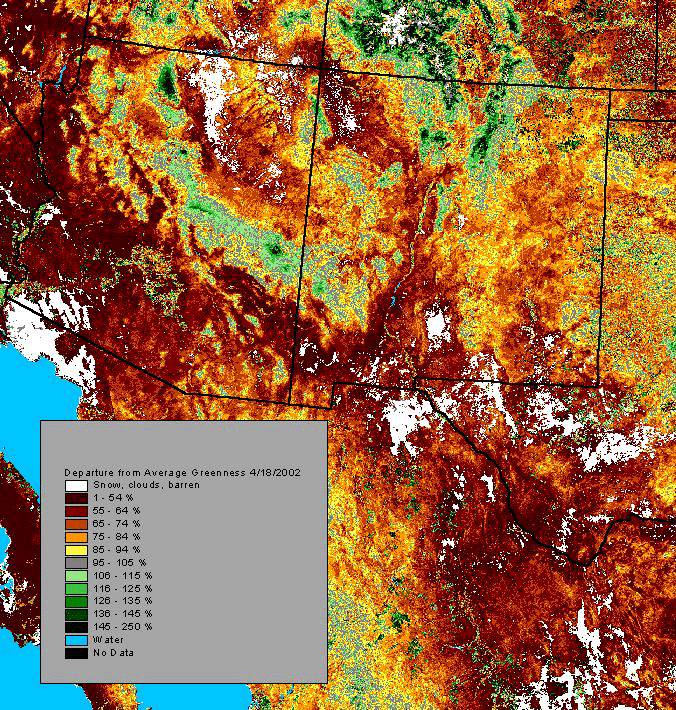 Departure from Average Greenness 4/18/2002
Snow, clouds, barren
1 - 54 %
55 - 64 %
65 - 74 %
75 - 84 %
85 - 94 %
95 - 105 %
106 - 115 %
116 - 125 %
126 - 135 %
136 - 145 %
145 - 250 %
Water
No Data